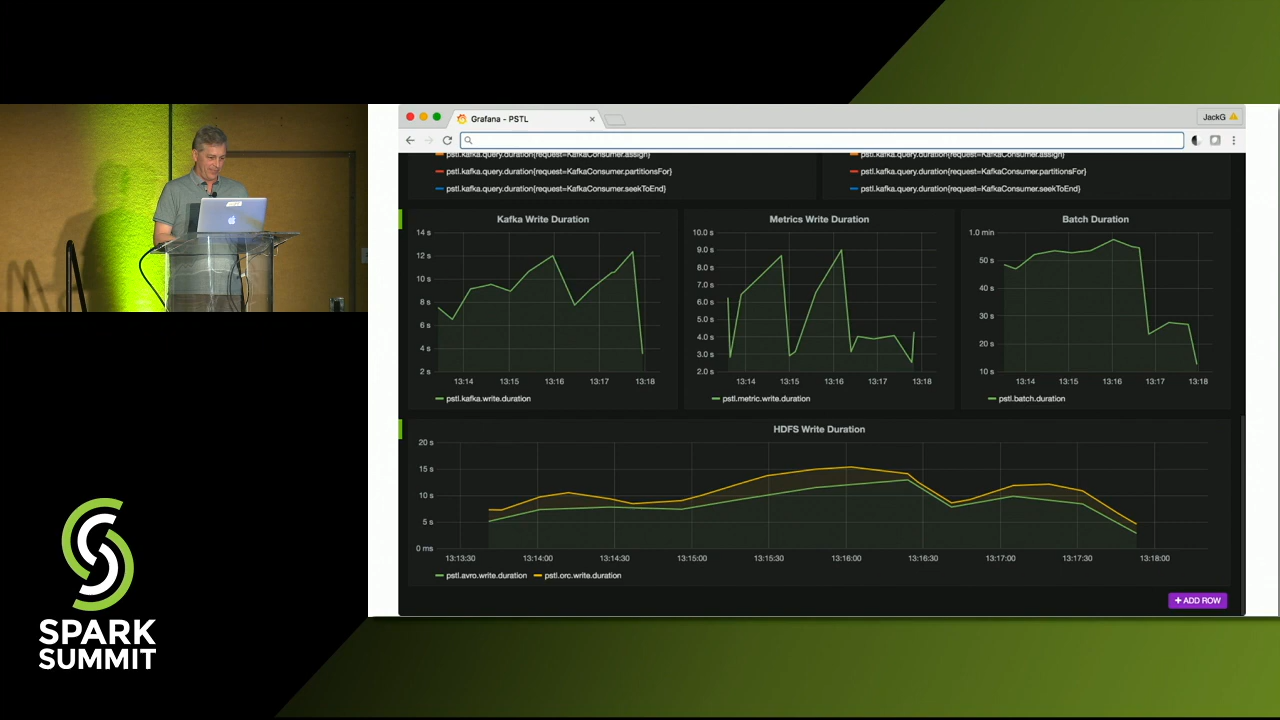 Grafana - PSTL
JackG
pstl.kafka.query.duration{request=KafkaConsumer.assign}
pstl.kafka.query.duration{request=KafkaConsumer.assign}
pstl.kafka.query.duration{request=KafkaConsumer.partitionsFor}
pstl.kafka.query.duration{request=KafkaConsumer.partitionsFor}
pstl.kafka.query.duration{request=KafkaConsumer.seekToEnd}
pstl.kafka.query.duration{request=KafkaConsumer.seekToEnd}
Kafka Write Duration
14 s
12 s
10 s
8 s
6 s
4 s
2 s
13:14 13:15 13:16 13:17 13:18
pstl.kafka.write.duration
Metrics Write Duration
10.0 s
9.0 s
8.0 s
7.0 s
6.0 s
5.0 s
4.0 s
3.0 s
2.0 s
13:14 13:15 13:16 13:17 13:18
pstl.metric.write.duration
Batch Duration
1.0 min
50 s
40 s
30 s
20 s
10 s
13:14 13:15 13:16 13:17 13:18
pstl.batch.duration
HDFS Write Duration
20 s
15 s
10 s
5 s
0 ms
13:13:30 13:14:00 13:14:30 13:15:00 13:15:30 13:16:00 13:16:30 13:17:00 13:17:30 13:18:00
pstl.avro.write.duration pstl.orc.write.duration
+ ADD ROW
SPARK
SUMMIT